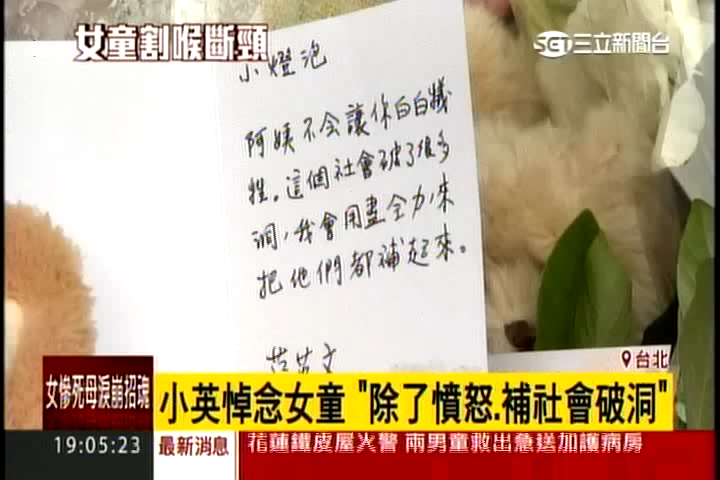 女童割喉斷頸
SET三立新聞台
小燈泡
阿姨不会讓你白白犧
牲。這個社會破了很多
洞,我會用盡全力,來
把他們都補起來。
蔡英文
台北
女慘死母淚崩招魂
小英悼念女童"除了憤怒.補社會破洞"
19:05:23
最新消息
花蓮鐵皮屋火警 兩男童救出急送加護病房